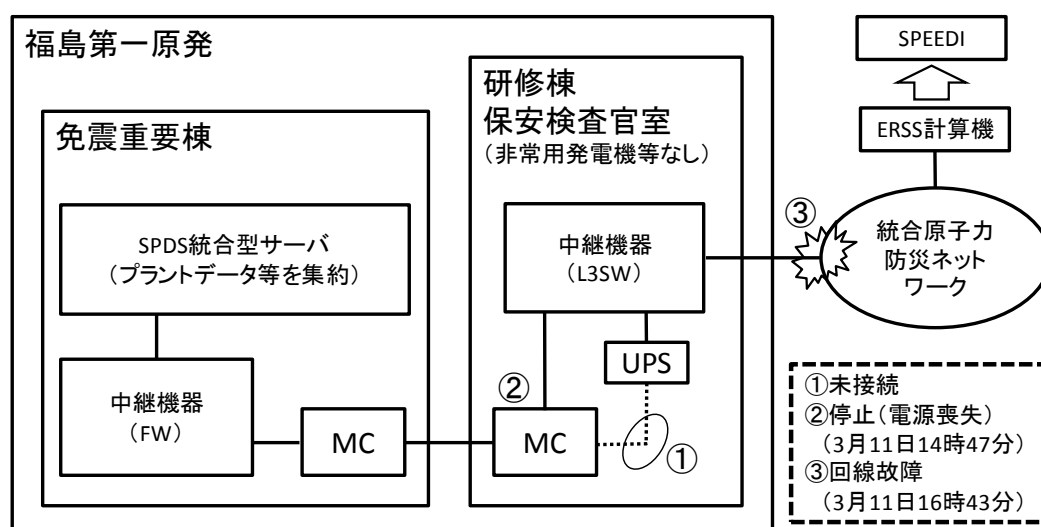 福島第一原発
免震重要棟
SPDS統合型サーバ
(プラントデータ等を集約)
中継機器
(FW)
MC
研修棟
保安検査官室
(非常用発電機等なし)
中継機器
(L3SW)
UPS
②
MC
①
③
SPEEDI
ERSS計算機
統合原子力
防災ネット
ワーク
①未接続
②停止(電源喪失)
(3月11日14時47分)
③回線故障
(3月11日16時43分)